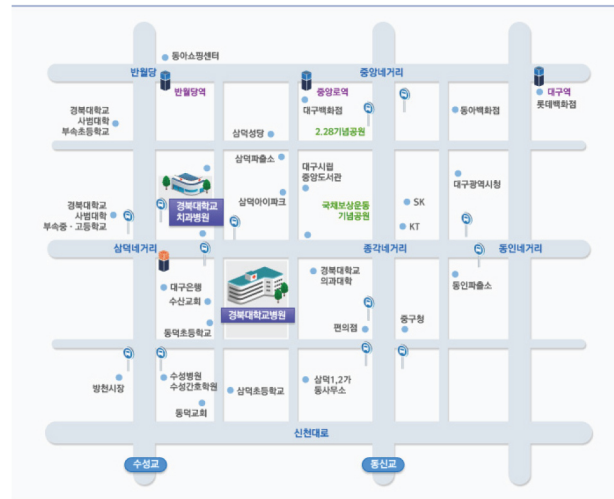 동아쇼핑센터
반월당
중앙네거리
반월당역
중앙로역
대구역
롯데백화점
대구백화점
동아백화점
경북대학교
사범대학
부속초등학교
삼덕성당
2.28기념공원
삼덕파출소
대구시립
중앙도서관
대구광역시청
경북대학교
치과병원
삼덕아이파크
경북대학교
사범대학
부속중·고등학교
국채보상운동
기념공원
SK
KT
삼덕네거리
종각네거리
동인네거리
대구은행
수산교회
경북대학교
의과대학
동인파출소
경북대학교병원
동덕초등학교
편의점
중구청
방천시장
수성병원
수성간호학원
삼덕초등학교
삼덕1,2가
동사무소
동덕교회
신천대로
수성교
동신교